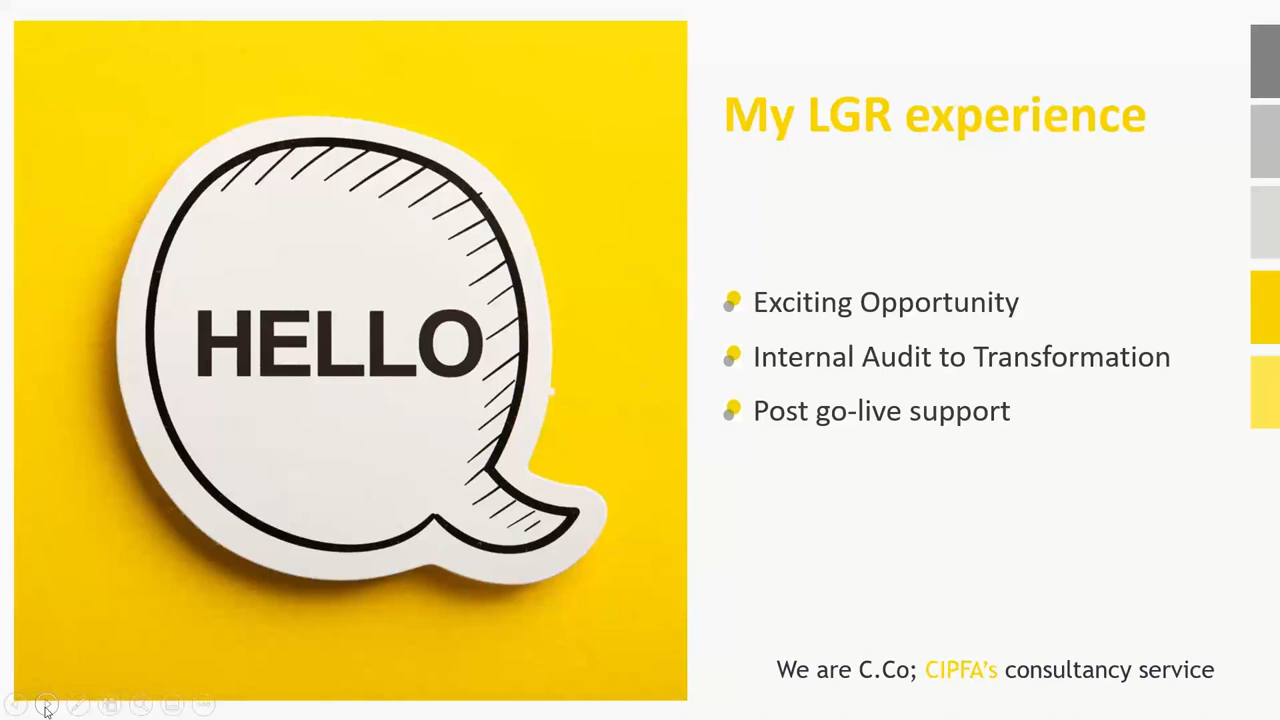 HELLO
My LGR experience
Exciting Opportunity
Internal Audit to Transformation
Post go-live support
We are C.Co; CIPFA's consultancy service